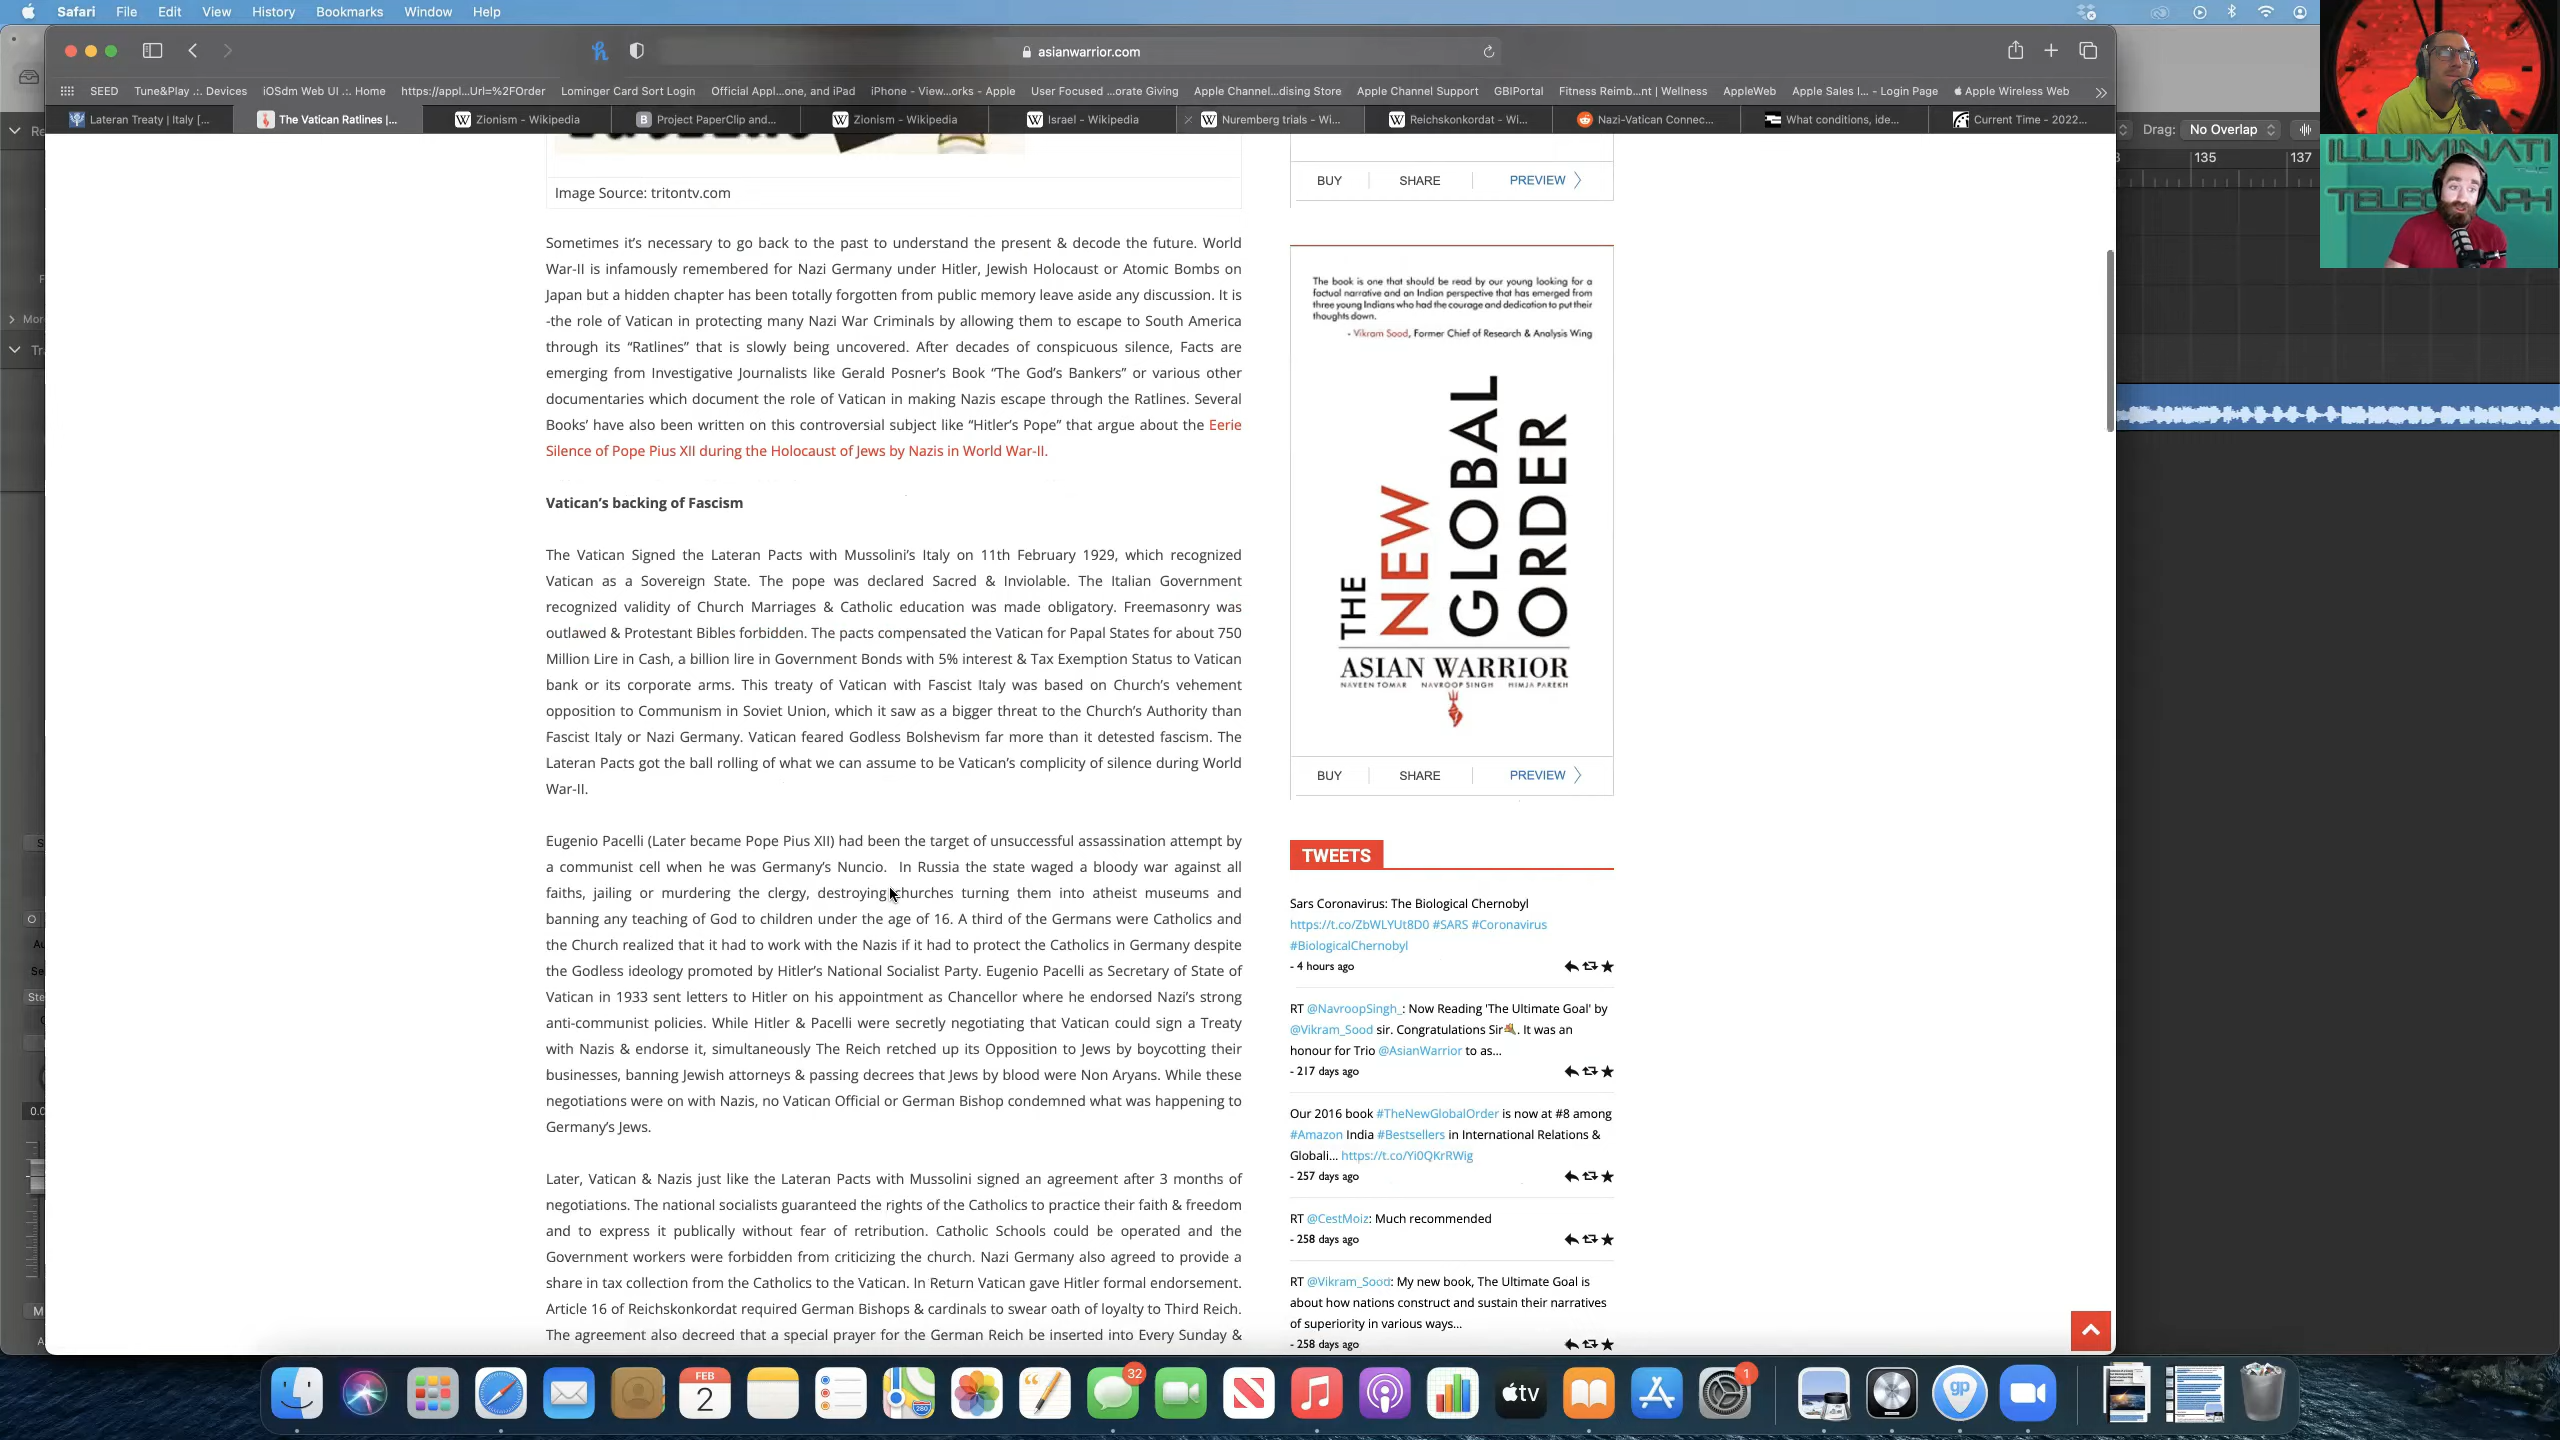 Safari File Edit View History Bookmarks Window Help
asianwarrior.com
SEED Tune&Play .:. Devices iOSdm Web UI .:. Home https://appl...Url=%2FOrder Lominger Card Sort Login Official Appl...one, and iPad iPhone - View...orks - Apple User Focused ...orate Giving Apple Channel...dising Store Apple Channel Support GBIPortal Fitness Reimb...nt | Wellness AppleWeb Apple Sales I... - Login Page Apple Wireless Web
Lateran Treaty | Italy [... The Vatican Ratlines |... Zionism - Wikipedia Project PaperClip and... Zionism - Wikipedia Israel - Wikipedia Nuremberg trials - Wi... Reichskonkordat - Wi... Nazi-Vatican Connec... What conditions, ide... Current Time - 2022...
Drag: No Overlap
135 137
ILLUMINATI
TELEGRAPH
Image Source: tritontv.com
Sometimes it's necessary to go back to the past to understand the present & decode the future. World
War-II is infamously remembered for Nazi Germany under Hitler, Jewish Holocaust or Atomic Bombs on
Japan but a hidden chapter has been totally forgotten from public memory leave aside any discussion. It is
-the role of Vatican in protecting many Nazi War Criminals by allowing them to escape to South America
through its “Ratlines” that is slowly being uncovered. After decades of conspicuous silence, Facts are
emerging from Investigative Journalists like Gerald Posner's Book “The God's Bankers” or various other
documentaries which document the role of Vatican in making Nazis escape through the Ratlines. Several
Books' have also been written on this controversial subject like “Hitler's Pope” that argue about the Eerie
Silence of Pope Pius XII during the Holocaust of Jews by Nazis in World War-II.
Vatican's backing of Fascism
The Vatican Signed the Lateran Pacts with Mussolini's Italy on 11th February 1929, which recognized
Vatican as a Sovereign State. The pope was declared Sacred & Inviolable. The Italian Government
recognized validity of Church Marriages & Catholic education was made obligatory. Freemasonry was
outlawed & Protestant Bibles forbidden. The pacts compensated the Vatican for Papal States for about 750
Million Lire in Cash, a billion lire in Government Bonds with 5% interest & Tax Exemption Status to Vatican
bank or its corporate arms. This treaty of Vatican with Fascist Italy was based on Church's vehement
opposition to Communism in Soviet Union, which it saw as a bigger threat to the Church's Authority than
Fascist Italy or Nazi Germany. Vatican feared Godless Bolshevism far more than it detested fascism. The
Lateran Pacts got the ball rolling of what we can assume to be Vatican's complicity of silence during World
War-II.
Eugenio Pacelli (Later became Pope Pius XII) had been the target of unsuccessful assassination attempt by
a communist cell when he was Germany's Nuncio. In Russia the state waged a bloody war against all
faiths, jailing or murdering the clergy, destroying churches turning them into atheist museums and
banning any teaching of God to children under the age of 16. A third of the Germans were Catholics and
the Church realized that it had to work with the Nazis if it had to protect the Catholics in Germany despite
the Godless ideology promoted by Hitler's National Socialist Party. Eugenio Pacelli as Secretary of State of
Vatican in 1933 sent letters to Hitler on his appointment as Chancellor where he endorsed Nazi's strong
anti-communist policies. While Hitler & Pacelli were secretly negotiating that Vatican could sign a Treaty
with Nazis & endorse it, simultaneously The Reich retched up its Opposition to Jews by boycotting their
businesses, banning Jewish attorneys & passing decrees that Jews by blood were Non Aryans. While these
negotiations were on with Nazis, no Vatican Official or German Bishop condemned what was happening to
Germany's Jews.
Later, Vatican & Nazis just like the Lateran Pacts with Mussolini signed an agreement after 3 months of
negotiations. The national socialists guaranteed the rights of the Catholics to practice their faith & freedom
and to express it publically without fear of retribution. Catholic Schools could be operated and the
Government workers were forbidden from criticizing the church. Nazi Germany also agreed to provide a
share in tax collection from the Catholics to the Vatican. In Return Vatican gave Hitler formal endorsement.
Article 16 of Reichskonkordat required German Bishops & cardinals to swear oath of loyalty to Third Reich.
The agreement also decreed that a special prayer for the German Reich be inserted into Every Sunday &
BUY SHARE PREVIEW
The book is one that should be read by our young looking for a
factual narrative and an Indian perspective that has emerged from
three young Indians who had the courage and dedication to put their
thoughts down.
- Vikram Sood, Former Chief of Research & Analysis Wing
THE NEW GLOBAL ORDER
ASIAN WARRIOR
NAVEEN TOMAR NAVROOP SINGH HIMJA PAREKH
BUY SHARE PREVIEW
TWEETS
Sars Coronavirus: The Biological Chernobyl
https://t.co/ZbWLYUt8D0 #SARS #Coronavirus
#BiologicalChernobyl
- 4 hours ago
RT @NavroopSingh_: Now Reading 'The Ultimate Goal' by
@Vikram_Sood sir. Congratulations Sir. It was an
honour for Trio @AsianWarrior to as...
- 217 days ago
Our 2016 book #TheNewGlobalOrder is now at #8 among
#Amazon India #Bestsellers in International Relations &
Globali... https://t.co/Yi0QKrRWig
- 257 days ago
RT @CestMoiz: Much recommended
- 258 days ago
RT @Vikram_Sood: My new book, The Ultimate Goal is
about how nations construct and sustain their narratives
of superiority in various ways...
- 258 days ago
FEB
2
32
tv
280
1
gp